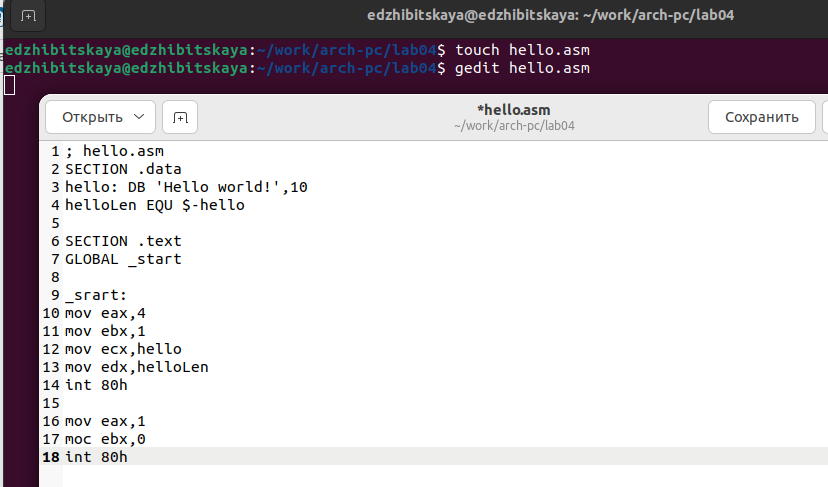 edzhibitskaya@edzhibitskaya: ~/work/arch-pc/lab04
edzhibitskaya@edzhibitskaya:~/work/arch-pc/lab04$ touch hello.asm
edzhibitskaya@edzhibitskaya:~/work/arch-pc/lab04$ gedit hello.asm
Открыть
*hello.asm
~/work/arch-pc/lab04
Сохранить
1 ; hello.asm
2 SECTION .data
3 hello: DB 'Hello world!',10
4 helloLen EQU $-hello
5
6 SECTION .text
7 GLOBAL _start
8
9 _srart:
10 mov eax,4
11 mov ebx,1
12 mov ecx,hello
13 mov edx,helloLen
14 int 80h
15
16 mov eax,1
17 moc ebx,0
18 int 80h